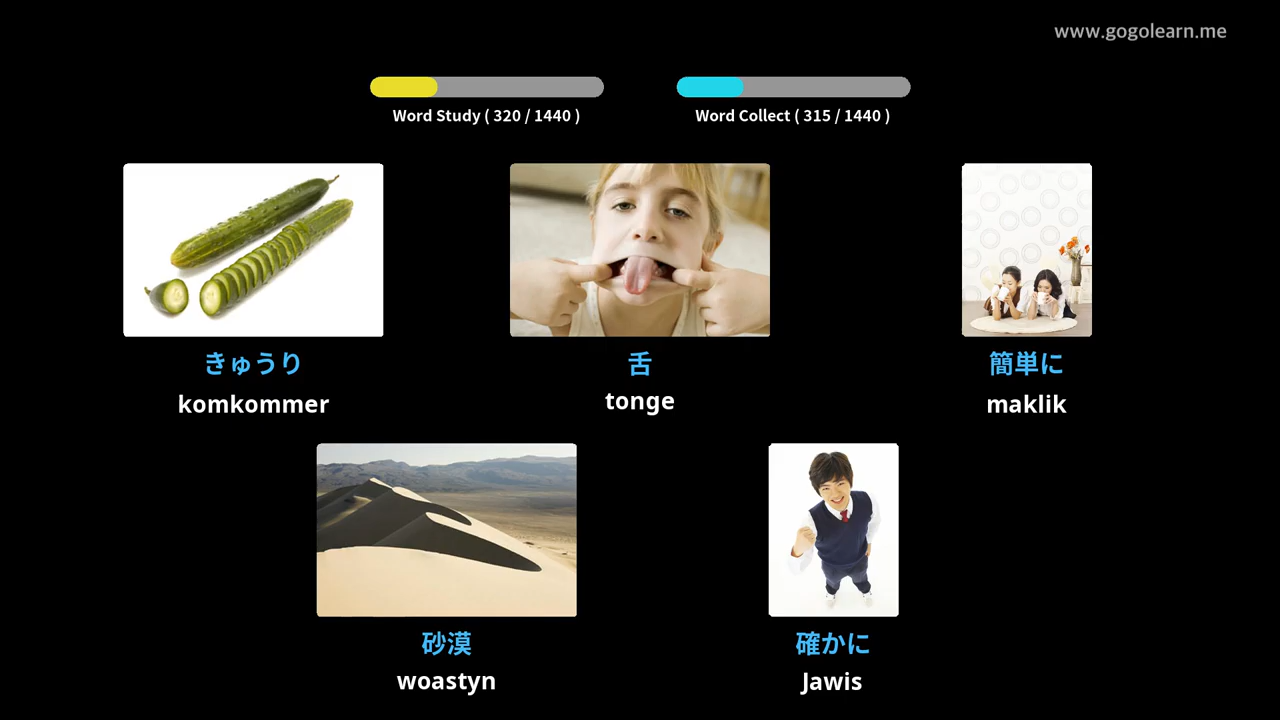 www.gogolearn.me
Word Study ( 320 / 1440 )
Word Collect ( 315 / 1440 )
きゅうり
komkommer
舌
tonge
簡単に
maklik
砂漠
woastyn
確かに
Jawis